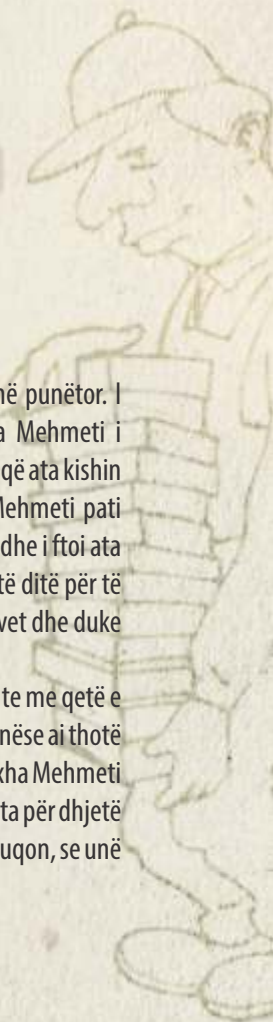 në punëtor. I
a Mehmeti i
që ata kishin
Mehmeti pati
dhe i ftoi ata
të ditë për të
vet dhe duke
te me qetë e
nëse ai thotë
xha Mehmeti
ta për dhjetë
uqon, se unë